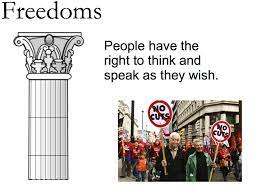 Freedoms
People have the
right to think and
speak as they wish.
NO
CUTS
NO
CUTS